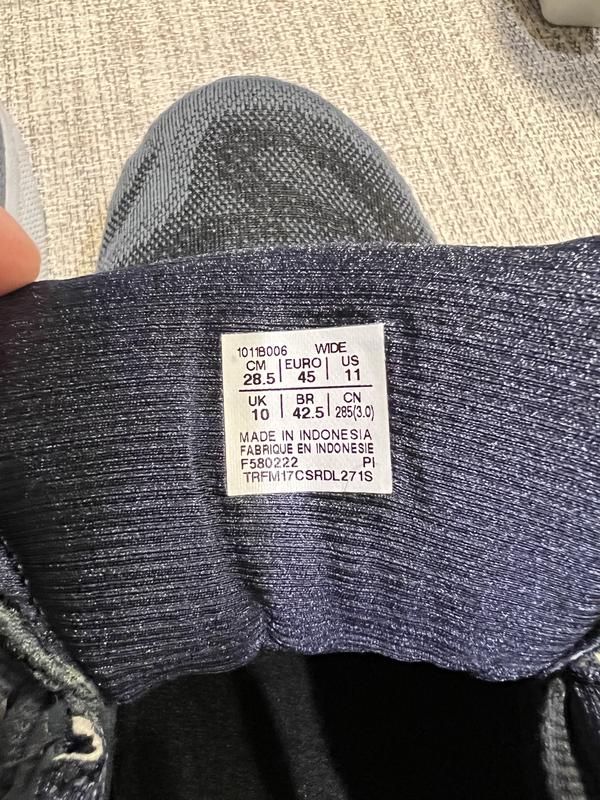 1011B006 WIDE
CM EURO US
28.5 45 11
UK BR CN
10 42.5 285(3.0)
MADE IN INDONESIA
FABRIQUE EN INDONESIE
F580222 PI
TRFM17CSRDL271S